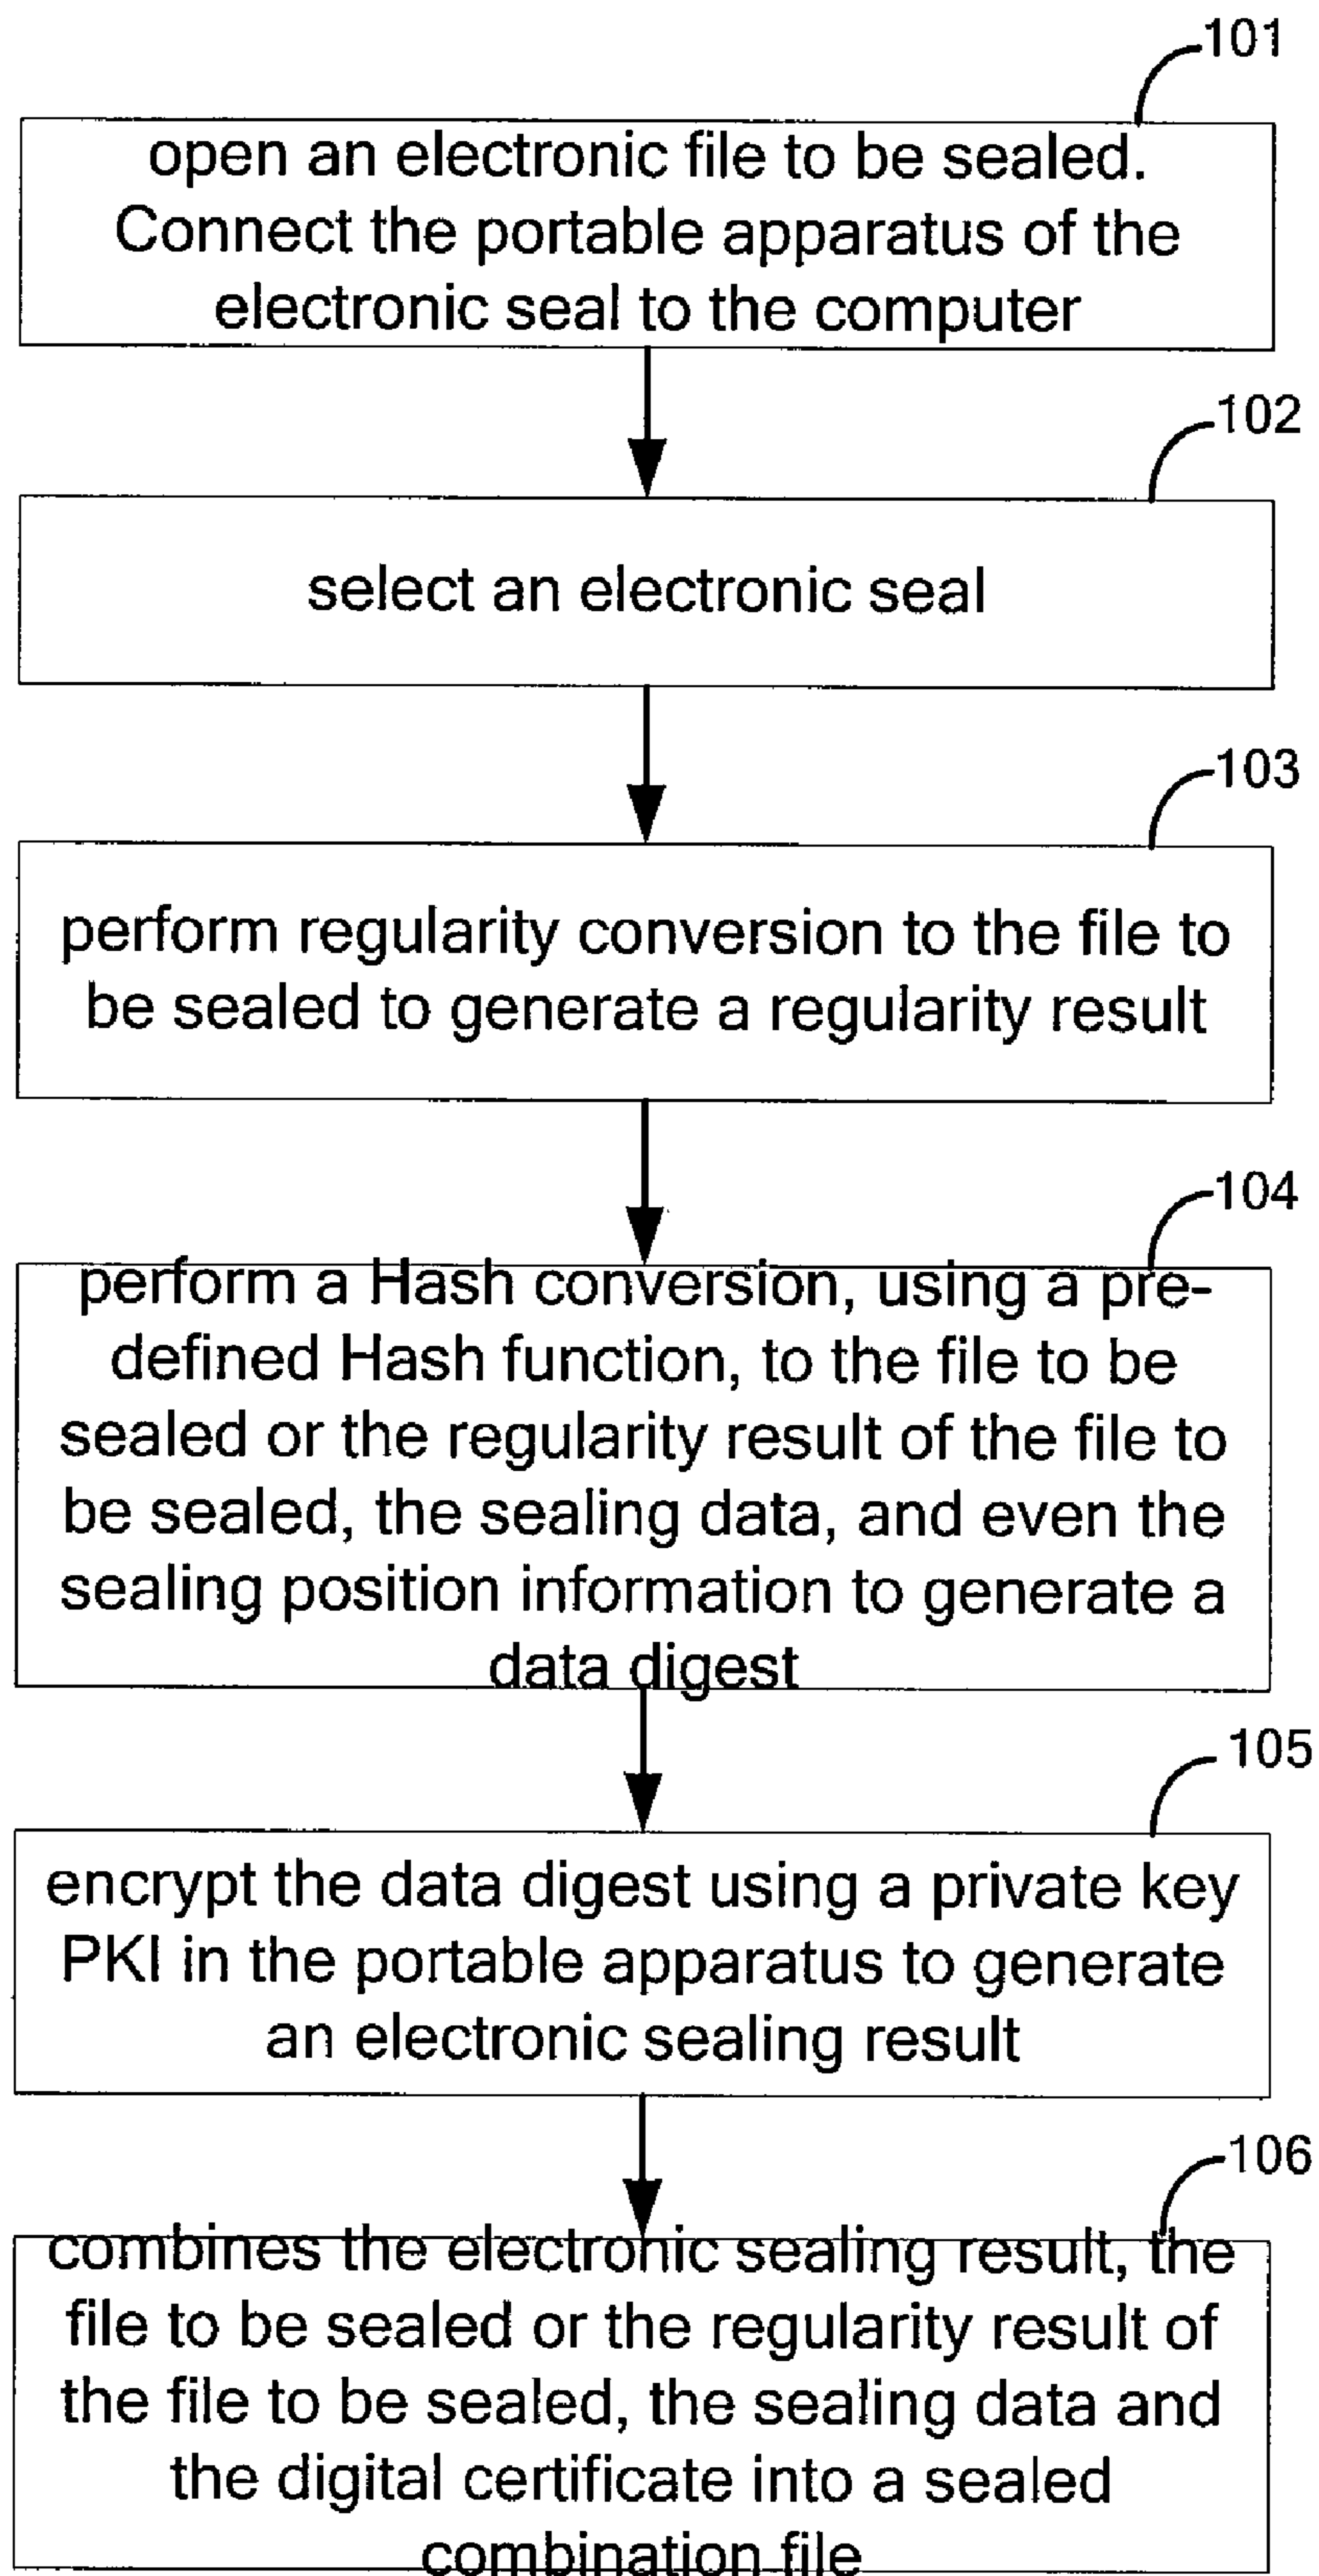 101
open an electronic file to be sealed.
Connect the portable apparatus of the
electronic seal to the computer
102
select an electronic seal
103
perform regularity conversion to the file to
be sealed to generate a regularity result
104
perform a Hash conversion, using a pre-
defined Hash function, to the file to be
sealed or the regularity result of the file to
be sealed, the sealing data, and even the
sealing position information to generate a
data digest
105
encrypt the data digest using a private key
PKI in the portable apparatus to generate
an electronic sealing result
106
combines the electronic sealing result, the
file to be sealed or the regularity result of
the file to be sealed, the sealing data and
the digital certificate into a sealed
combination file